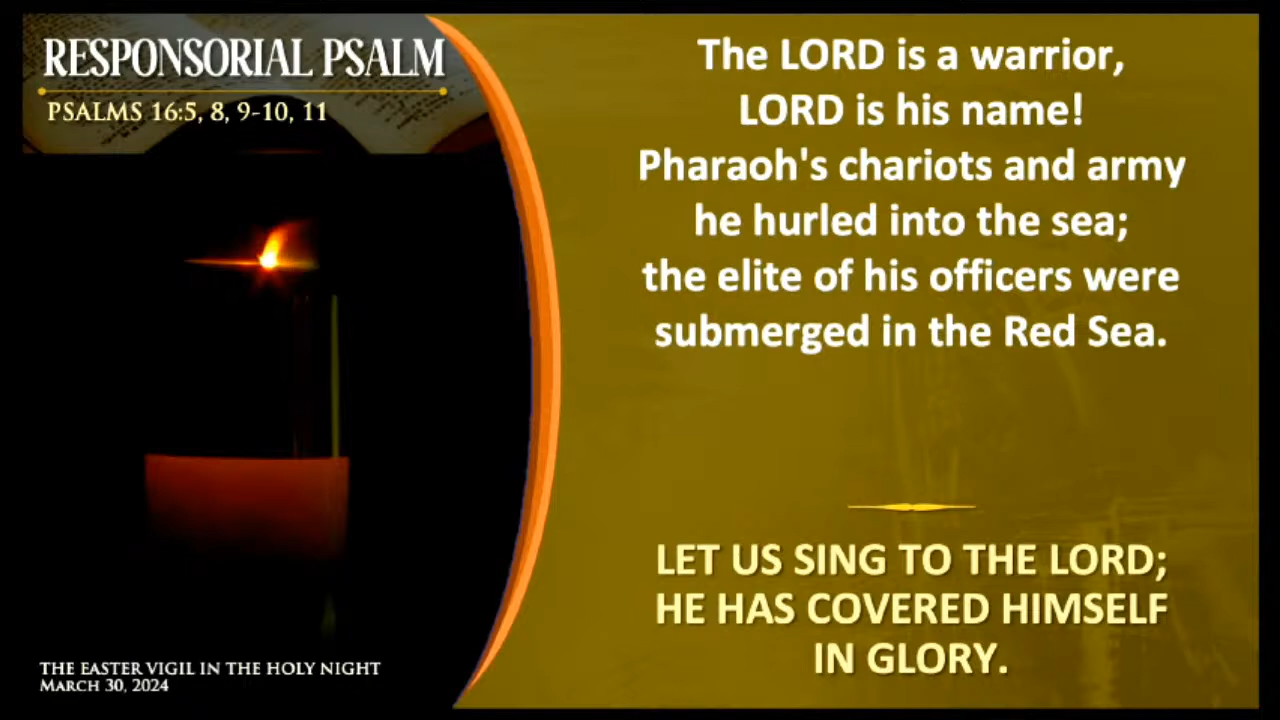 RESPONSORIAL PSALM
PSALMS 16:5, 8, 9-10, 11
The LORD is a warrior,
LORD is his name!
Pharaoh's chariots and army
he hurled into the sea;
the elite of his officers were
submerged in the Red Sea.
LET US SING TO THE LORD;
HE HAS COVERED HIMSELF
IN GLORY.
THE EASTER VIGIL IN THE HOLY NIGHT
MARCH 30, 2024